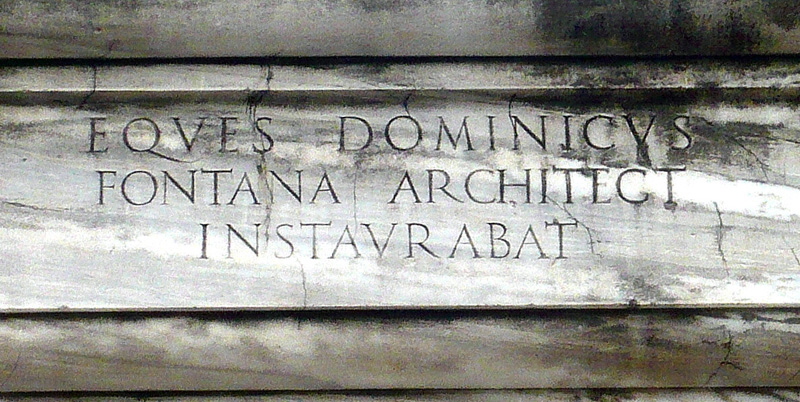 EQVES DOMINICVS
FONTANA ARCHITECT
INSTAVRABAT